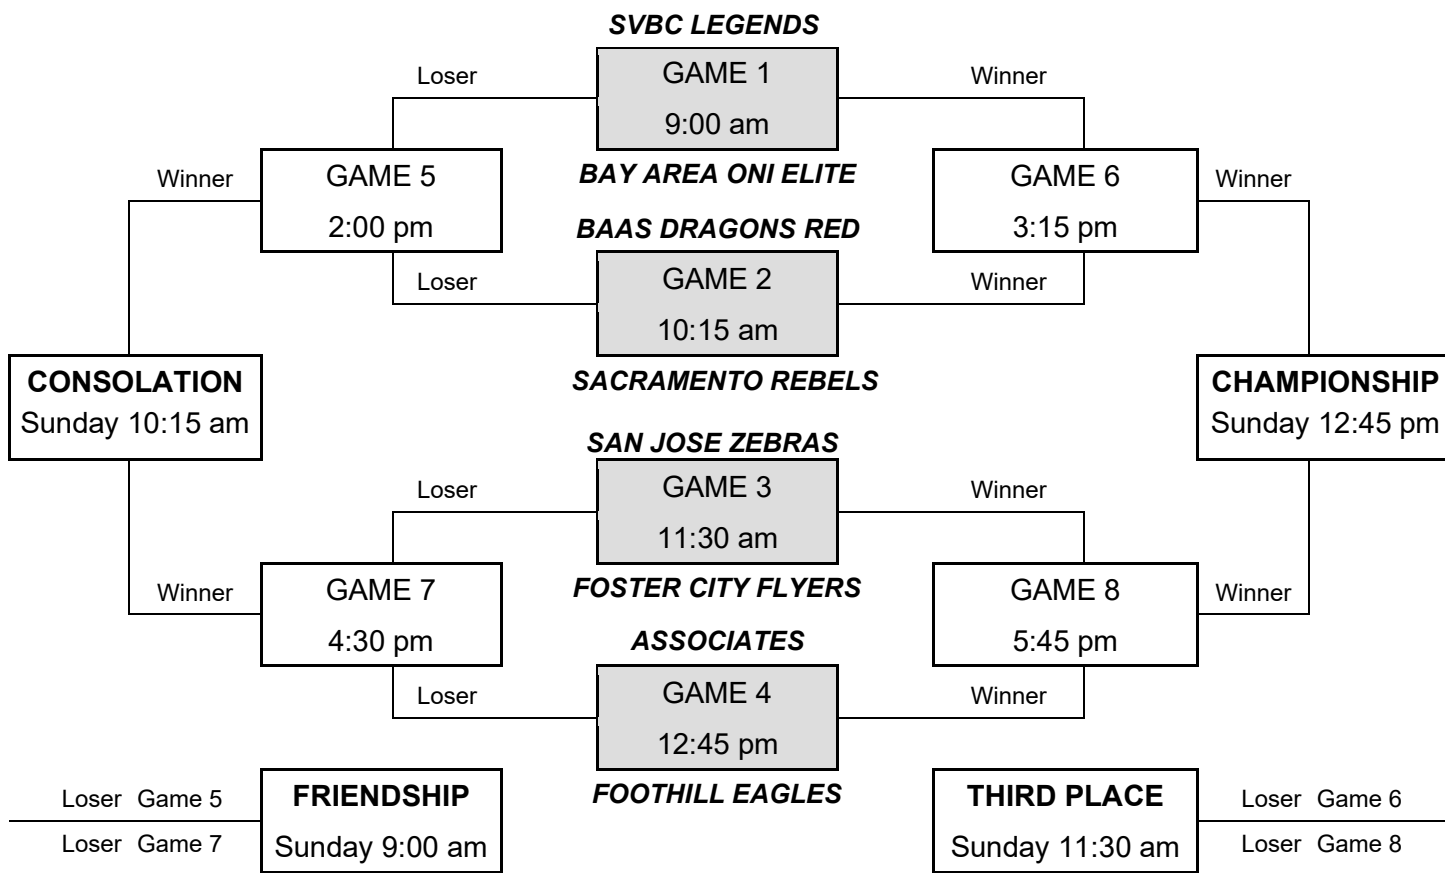 SVBC LEGENDS
Loser
GAME 1
Winner
9:00 am
Winner
GAME 5
BAY AREA ONI ELITE
GAME 6
Winner
2:00 pm
BAAS DRAGONS RED
3:15 pm
Loser
GAME 2
Winner
10:15 am
CONSOLATION
SACRAMENTO REBELS
CHAMPIONSHIP
Sunday 10:15 am
Sunday 12:45 pm
SAN JOSE ZEBRAS
Loser
GAME 3
Winner
11:30 am
Winner
GAME 7
FOSTER CITY FLYERS
GAME 8
Winner
4:30 pm
ASSOCIATES
5:45 pm
Loser
GAME 4
Winner
12:45 pm
Loser Game 5
FRIENDSHIP
FOOTHILL EAGLES
THIRD PLACE
Loser Game 6
Loser Game 7
Sunday 9:00 am
Sunday 11:30 am
Loser Game 8